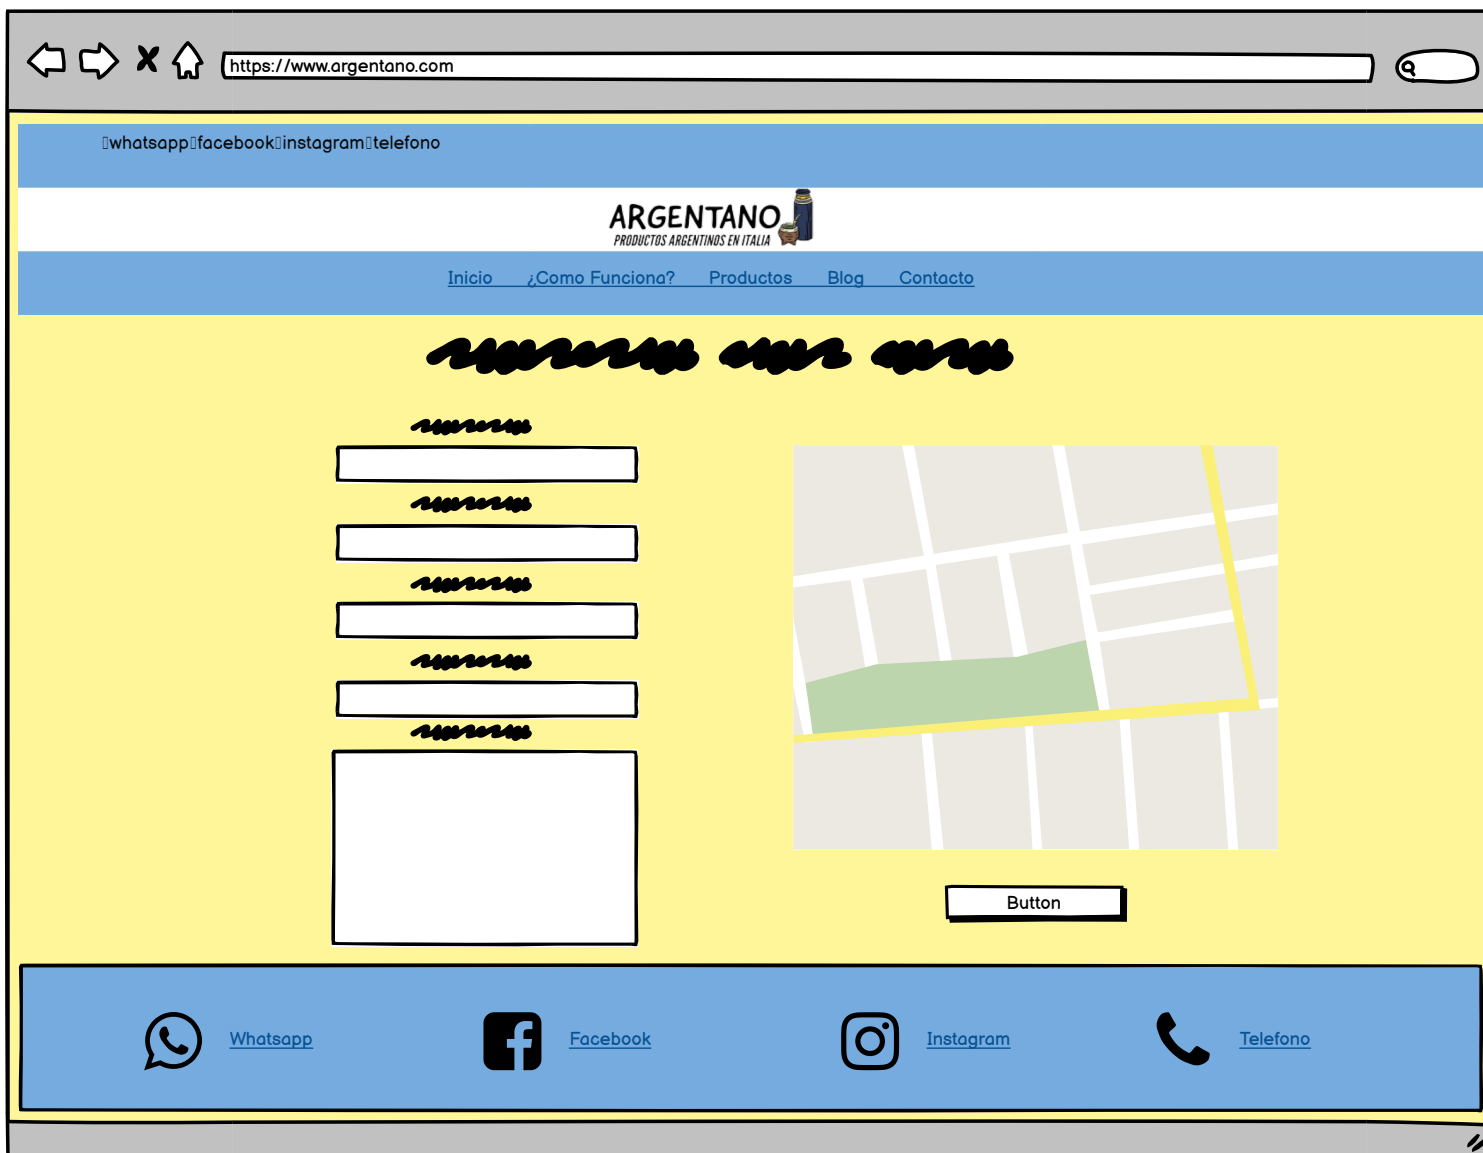 https://www.argentano.com
whatsapp facebook instagram telefono
ARGENTANO
PRODUCTOS ARGENTINOS EN ITALIA
Inicio ¿Como Funciona? Productos Blog Contacto
Button
Whatsapp Facebook Instagram Telefono